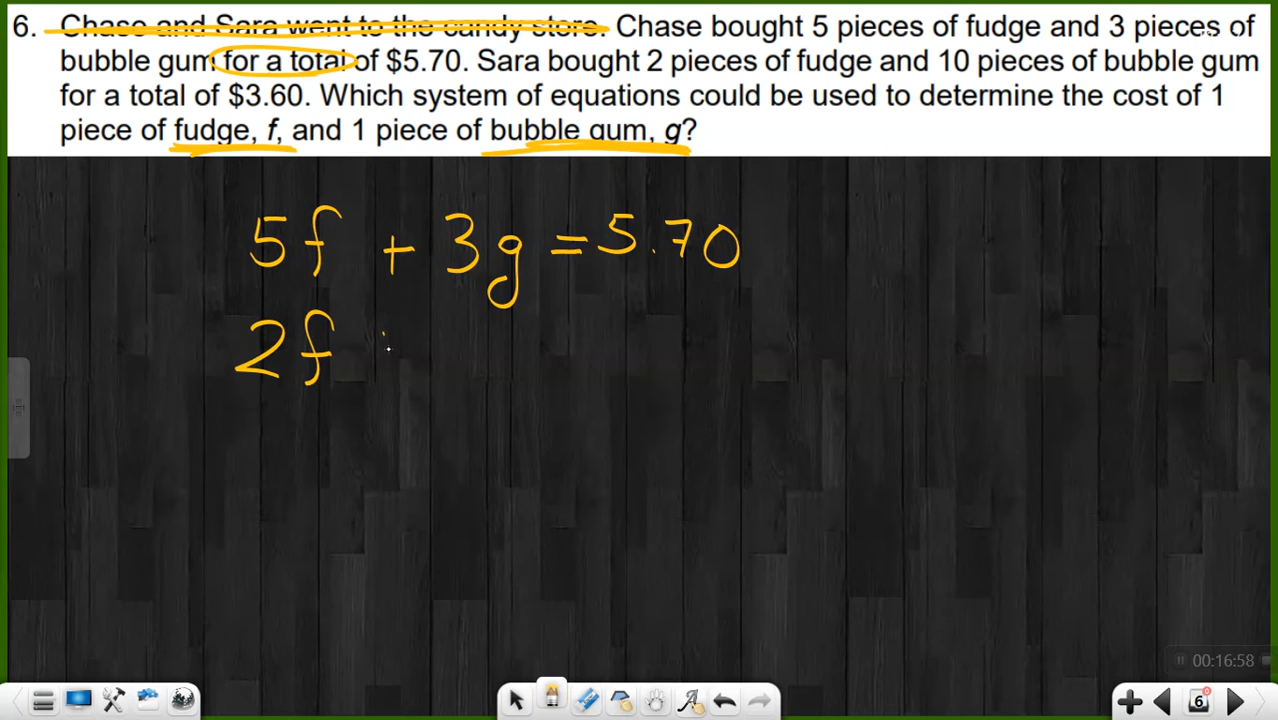 6. Chase and Sara went to the candy store. Chase bought 5 pieces of fudge and 3 pieces of
bubble gum for a total of $5.70. Sara bought 2 pieces of fudge and 10 pieces of bubble gum
for a total of $3.60. Which system of equations could be used to determine the cost of 1
piece of fudge, f, and 1 piece of bubble gum, g?
5f + 3g = 5.70
2f
00:16:58
6